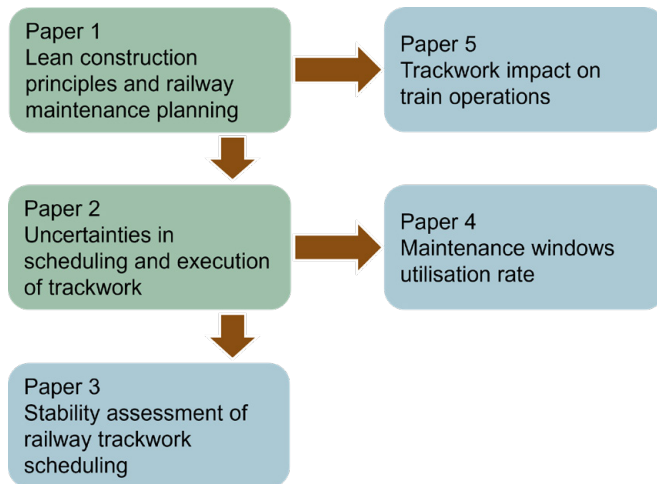 Paper 1
Lean construction
principles and railway
maintenance planning
Paper 5
Trackwork impact on
train operations
Paper 2
Uncertainties in
scheduling and execution
of trackwork
Paper 4
Maintenance windows
utilisation rate
Paper 3
Stability assessment of
railway trackwork
scheduling